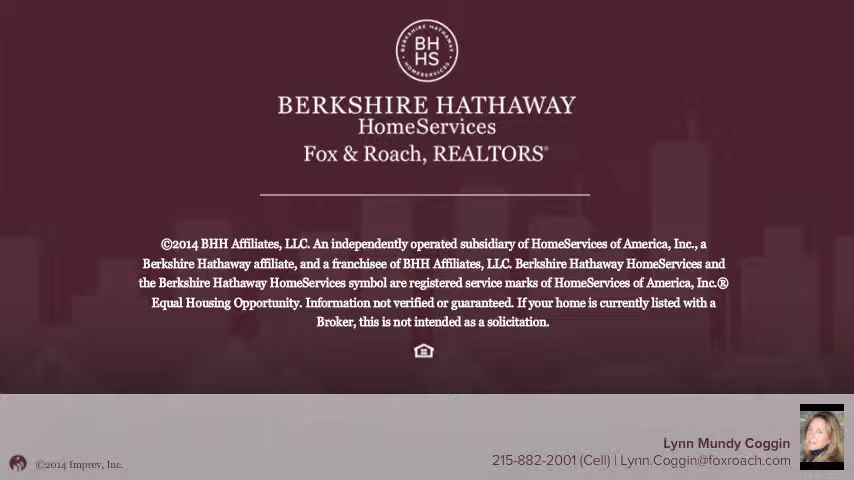 BERKSHIRE HATHAWAY
BH
HS
HOMESERVICES
BERKSHIRE HATHAWAY
HomeServices
Fox & Roach, REALTORS®
©2014 BHH Affiliates, LLC. An independently operated subsidiary of HomeServices of America, Inc., a
Berkshire Hathaway affiliate, and a franchisee of BHH Affiliates, LLC. Berkshire Hathaway HomeServices and
the Berkshire Hathaway HomeServices symbol are registered service marks of HomeServices of America, Inc.®
Equal Housing Opportunity. Information not verified or guaranteed. If your home is currently listed with a
Broker, this is not intended as a solicitation.
Lynn Mundy Coggin
215-882-2001 (Cell) | Lynn.Coggin@foxroach.com
©2014 Imprev, Inc.